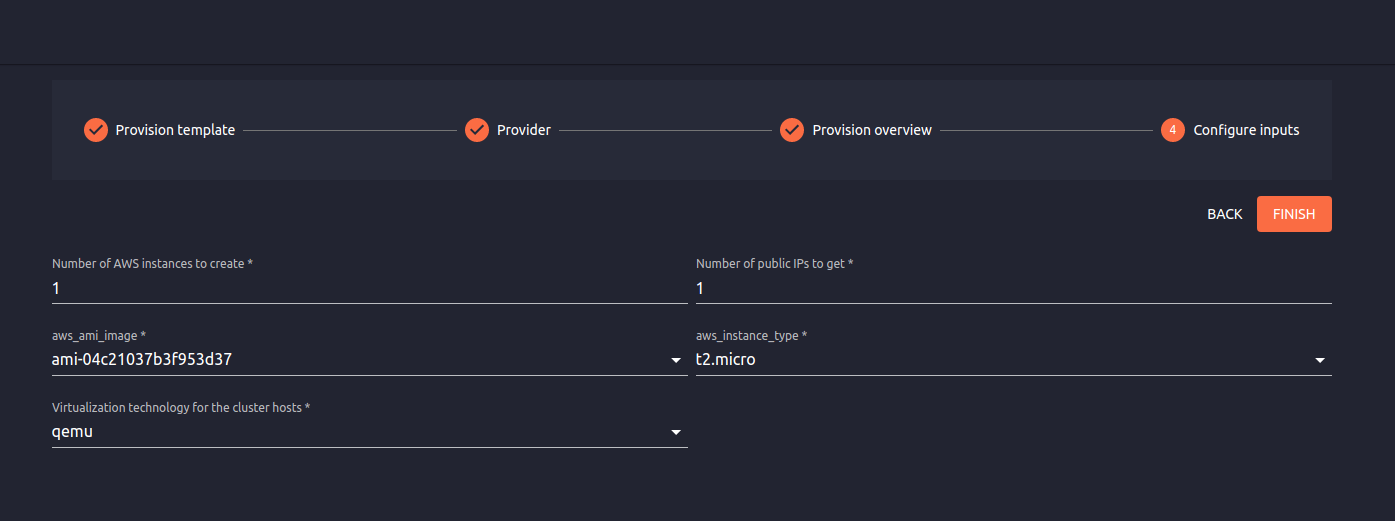 Provision template
Provider
Provision overview
4
Configure inputs
BACK
FINISH
Number of AWS instances to create *
Number of public IPs to get *
1
1
aws_ami_image *
aws_instance_type *
ami-04c21037b3f953d37
t2.micro
Virtualization technology for the cluster hosts *
qemu